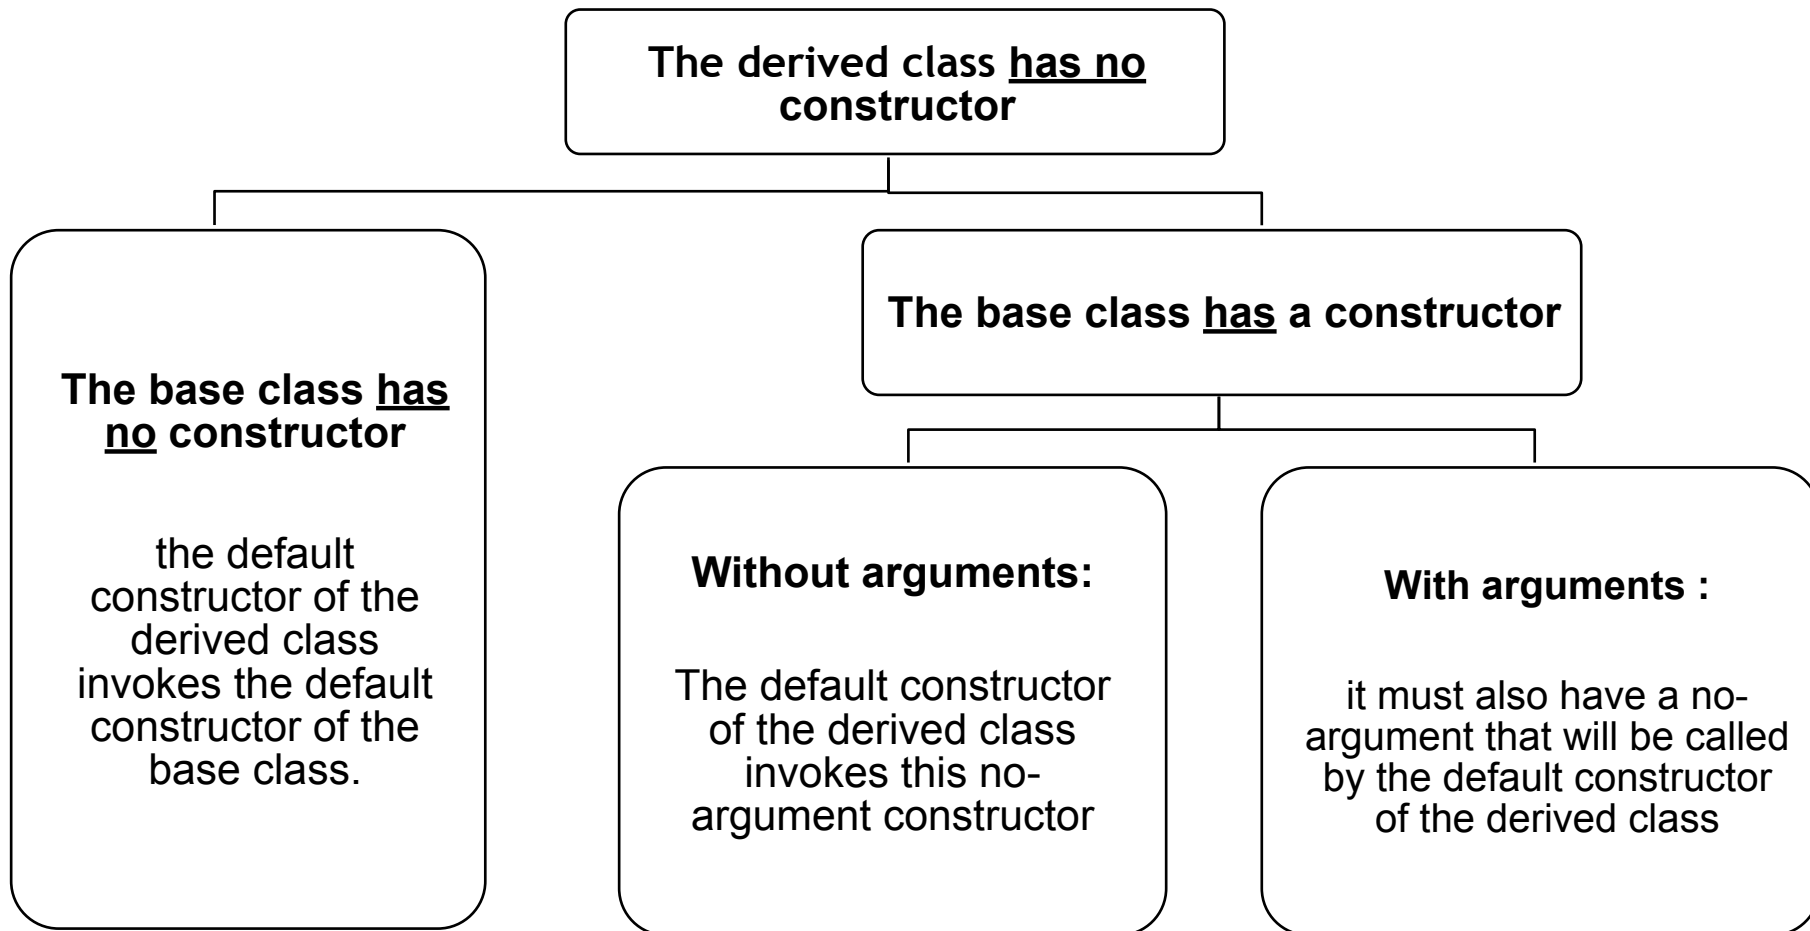 The derived class has no
constructor
The base class has
no constructor
the default
constructor of the
derived class
invokes the default
constructor of the
base class.
The base class has a constructor
Without arguments:
The default constructor
of the derived class
invokes this no-
argument constructor
With arguments :
it must also have a no-
argument that will be called
by the default constructor
of the derived class